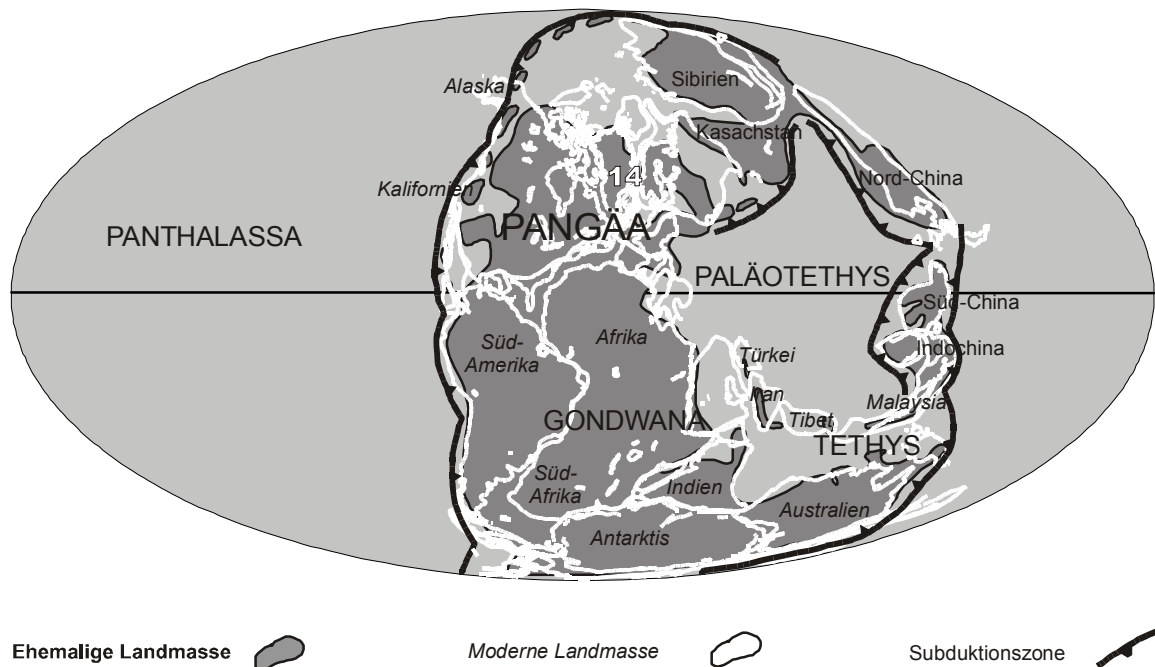 Sibirien
Alaska
Kasachstan
14
Kalifornien
Nord-China
PANTHALASSA
PANGÄA
PALÄOTETHYS
Süd-China
Süd-
Amerika
Afrika
Indochina
Türkei
Iran
Tibet
Malaysia
GONDWANA
TETHYS
Süd-
Afrika
Indien
Australien
Antarktis
Ehemalige Landmasse
Moderne Landmasse
Subduktionszone